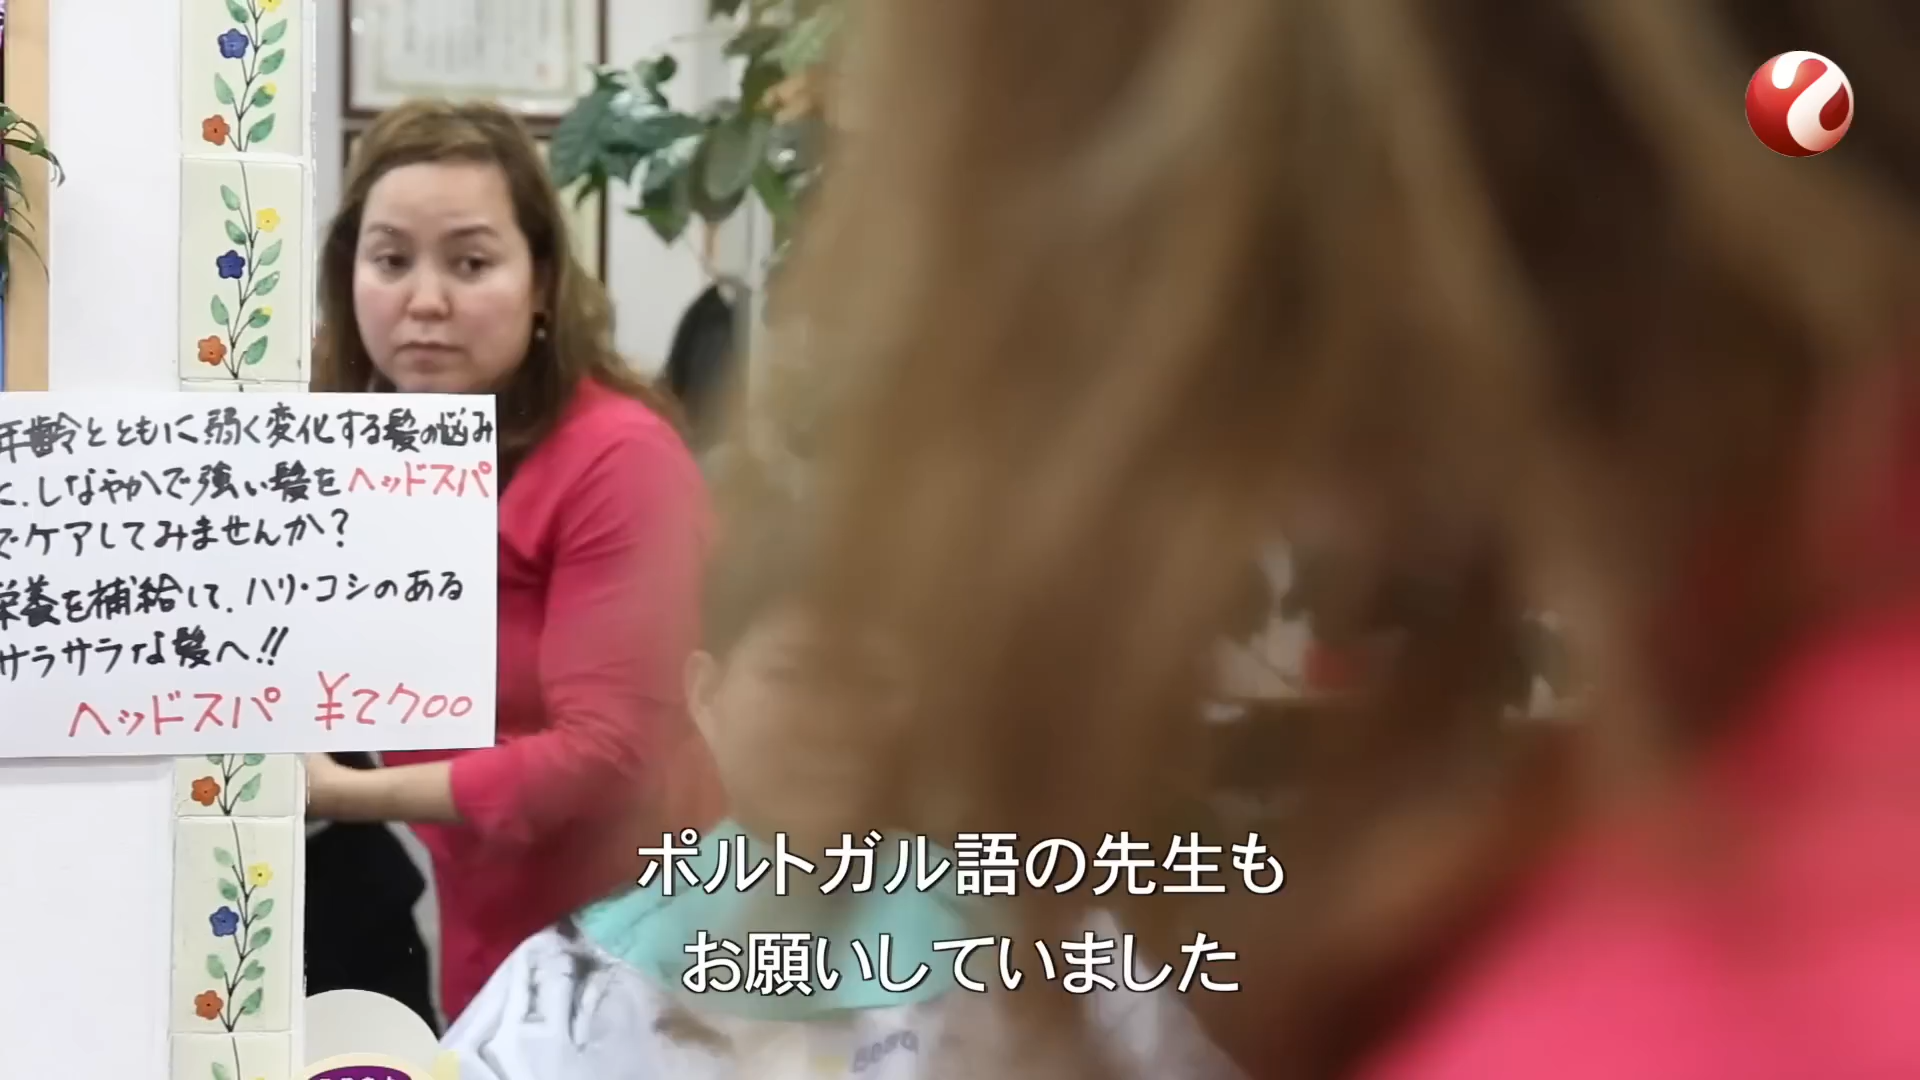 年齢とともに弱く変化する髪の悩み
に、しなやかで強い髪をヘッドスパ
でケアしてみませんか?
栄養を補給して、ハリ・コシのある
サラサラな髪へ!!
ヘッドスパ ¥2700
ポルトガル語の先生も
お願いしていました